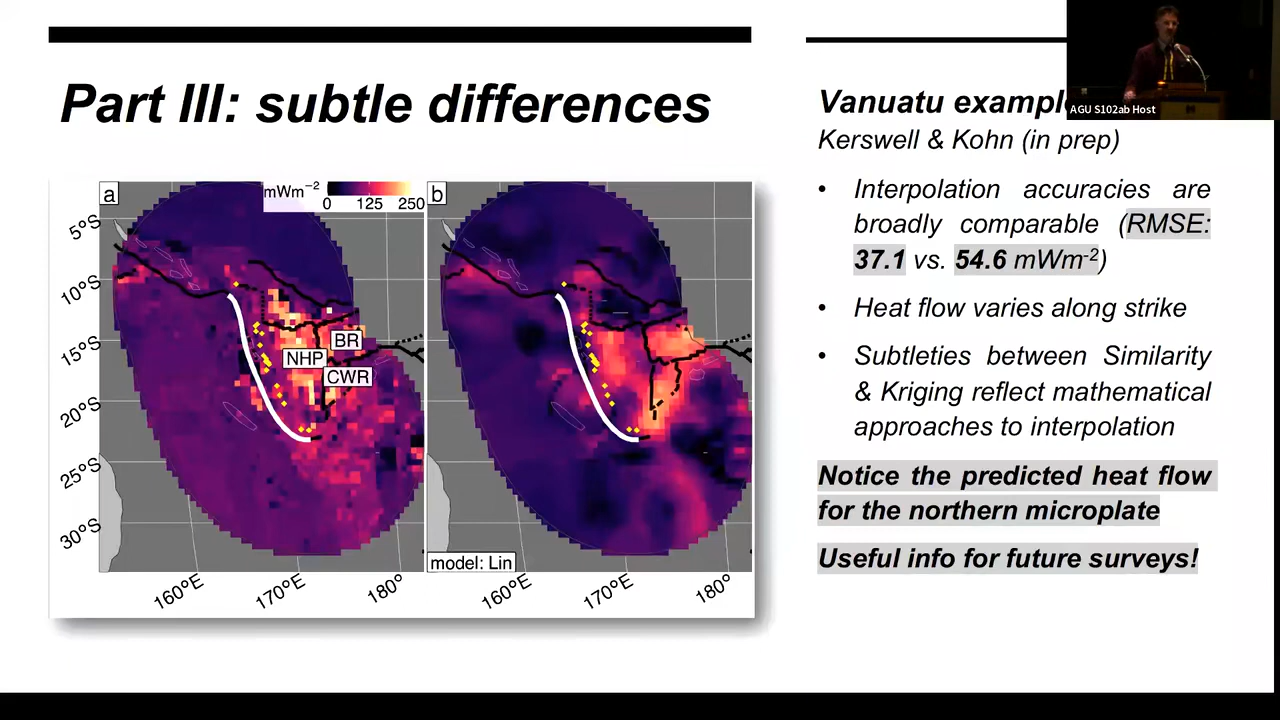 Part III: subtle differences
Vanuatu example
AGU S102ab Host
Kerswell & Kohn (in prep)
a
mWm⁻²
0 125 250
b
5°S
10°S
15°S
20°S
25°S
30°S
BR
NHP
CWR
model: Lin
160°E
170°E
180°
160°E
170°E
180°
• Interpolation accuracies are
broadly comparable (RMSE:
37.1 vs. 54.6 mWm⁻²)
• Heat flow varies along strike
• Subtleties between Similarity
& Kriging reflect mathematical
approaches to interpolation
Notice the predicted heat flow
for the northern microplate
Useful info for future surveys!